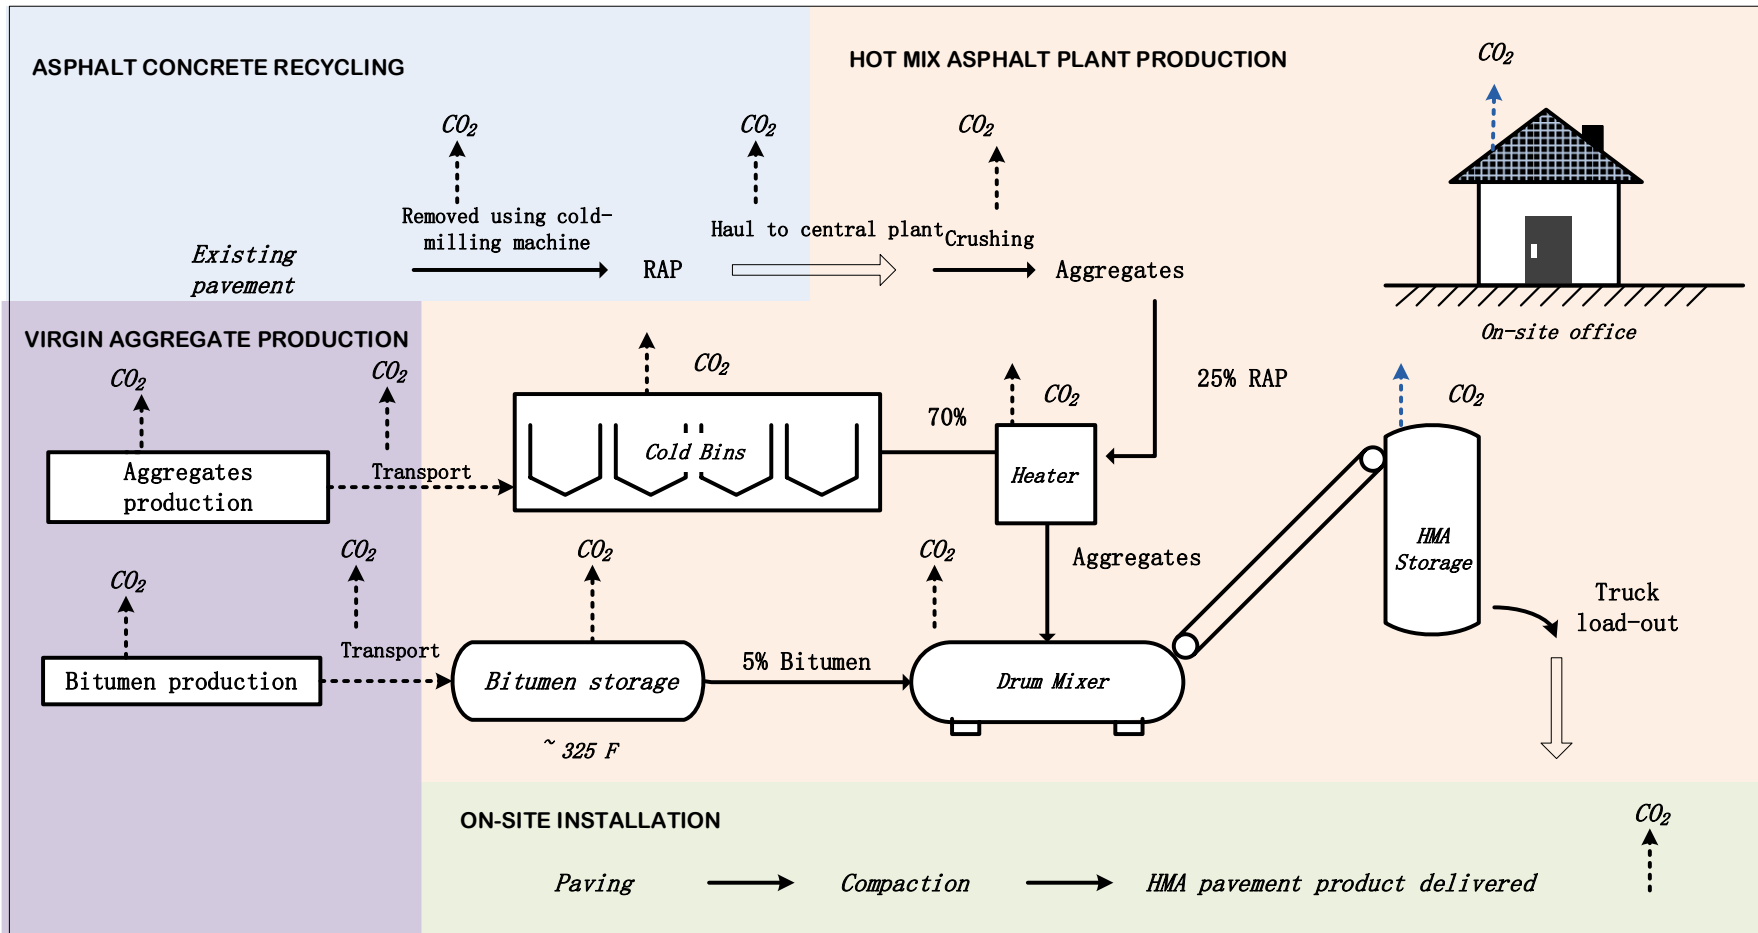 ASPHALT CONCRETE RECYCLING
HOT MIX ASPHALT PLANT PRODUCTION
CO₂
CO₂
CO₂
CO₂
Removed using cold-
milling machine
Haul to central plant
Crushing
Existing
pavement
RAP
Aggregates
On-site office
VIRGIN AGGREGATE PRODUCTION
CO₂
CO₂
CO₂
CO₂
CO₂
25% RAP
70%
Aggregates
production
Transport
Cold Bins
Heater
HMA
Storage
CO₂
CO₂
CO₂
CO₂
Aggregates
Truck
load-out
Bitumen production
Transport
Bitumen storage
5% Bitumen
Drum Mixer
~ 325 F
ON-SITE INSTALLATION
CO₂
Paving
Compaction
HMA pavement product delivered